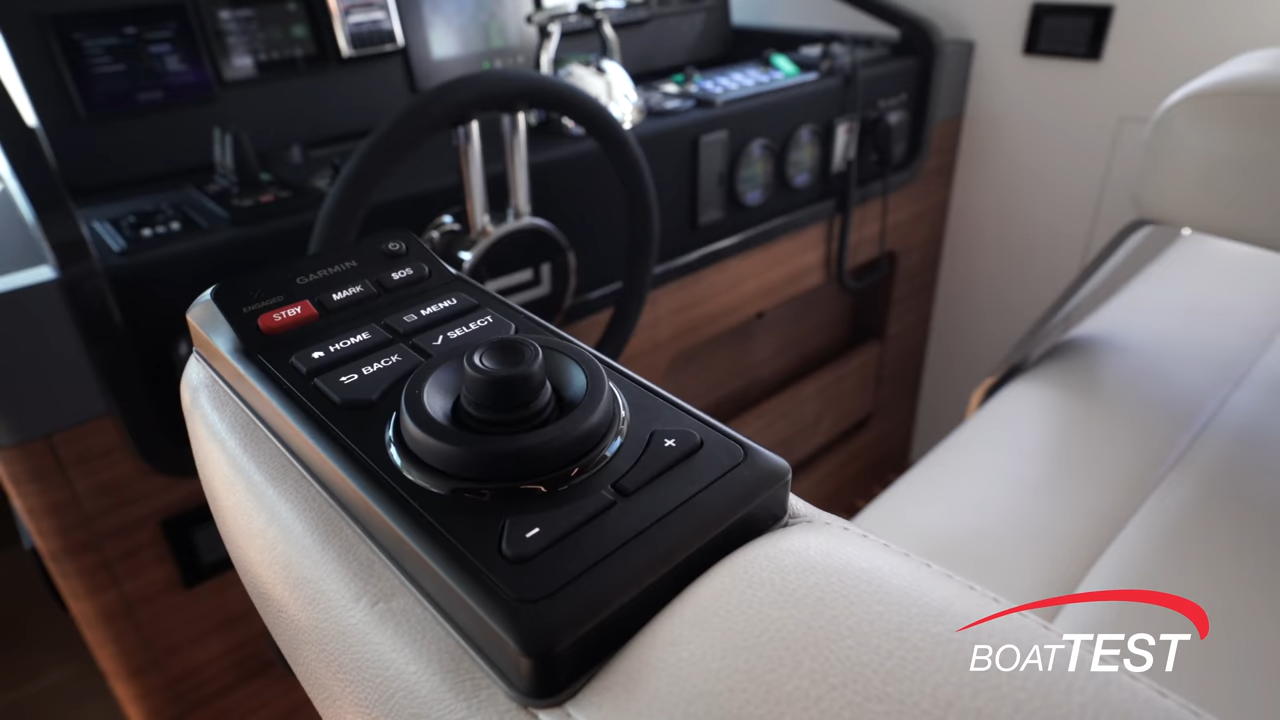 GARMIN
ENGAGED
STBY
MARK
SOS
HOME
MENU
BACK
SELECT
+
-
BOATTEST